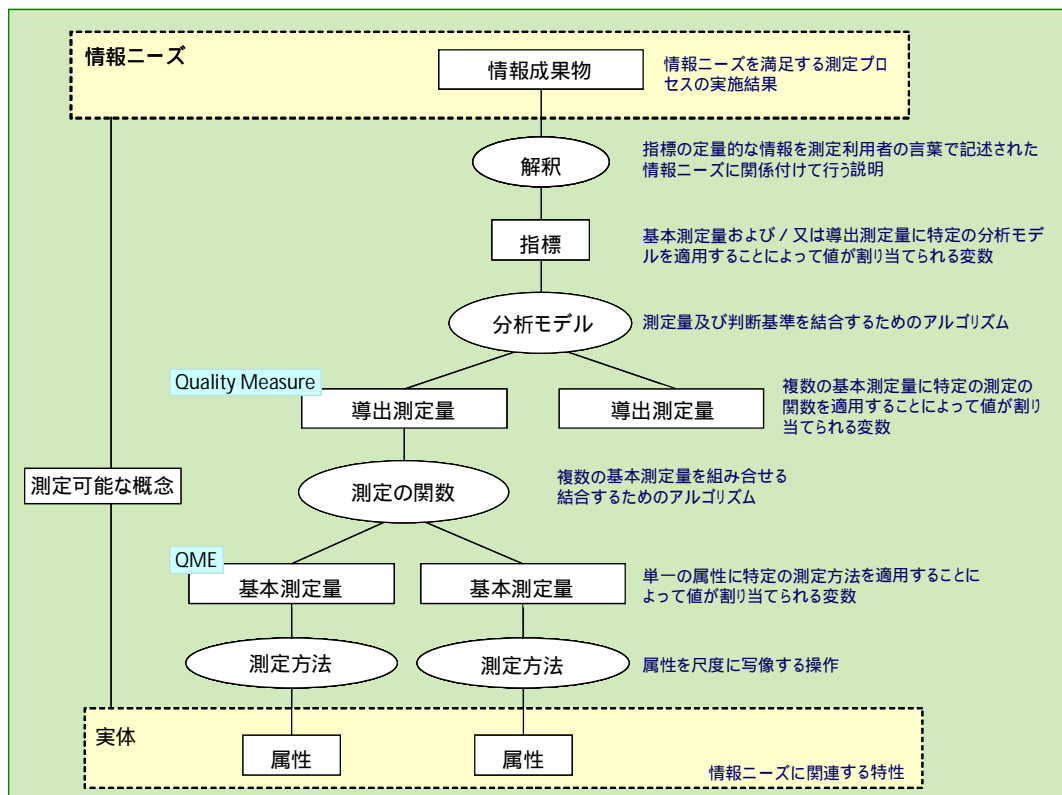 情報ニーズ
情報成果物
情報ニーズを満足する測定プロ
セスの実施結果
解釈
指標の定量的な情報を測定利用者の言葉で記述された
情報ニーズに関係付けて行う説明
指標
基本測定量および/又は導出測定量に特定の分析モデ
ルを適用することによって値が割り当てられる変数
分析モデル
測定量及び判断基準を結合するためのアルゴリズム
Quality Measure
導出測定量
導出測定量
複数の基本測定量に特定の測定の
関数を適用することによって値が割り
当てられる変数
測定可能な概念
測定の関数
複数の基本測定量を組み合せる
結合するためのアルゴリズム
QME
基本測定量
基本測定量
単一の属性に特定の測定方法を適用することに
よって値が割り当てられる変数
測定方法
測定方法
属性を尺度に写像する操作
実体
属性
属性
情報ニーズに関連する特性